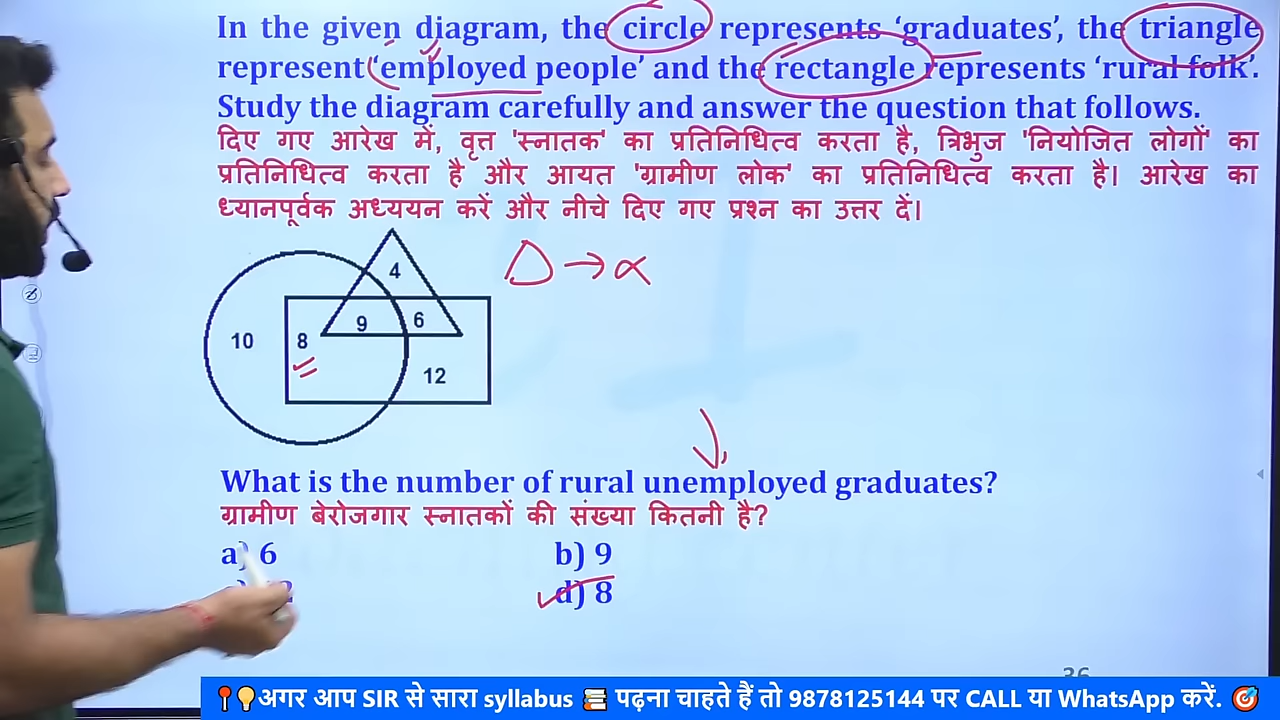 In the given diagram, the circle represents ‘graduates’, the triangle
represent ‘employed people’ and the rectangle represents ‘rural folk’.
Study the diagram carefully and answer the question that follows.
दिए गए आरेख में, वृत्त 'स्नातक' का प्रतिनिधित्व करता है, त्रिभुज 'नियोजित लोगों' का
प्रतिनिधित्व करता है और आयत 'ग्रामीण लोक' का प्रतिनिधित्व करता है। आरेख का
ध्यानपूर्वक अध्ययन करें और नीचे दिए गए प्रश्न का उत्तर दें।
4
9 6
10 8
12
What is the number of rural unemployed graduates?
ग्रामीण बेरोजगार स्नातकों की संख्या कितनी है?
a) 6 b) 9
d) 8
36
अगर आप SIR से सारा syllabus 📚 पढ़ना चाहते हैं तो 9878125144 पर CALL या WhatsApp करें. 🎯